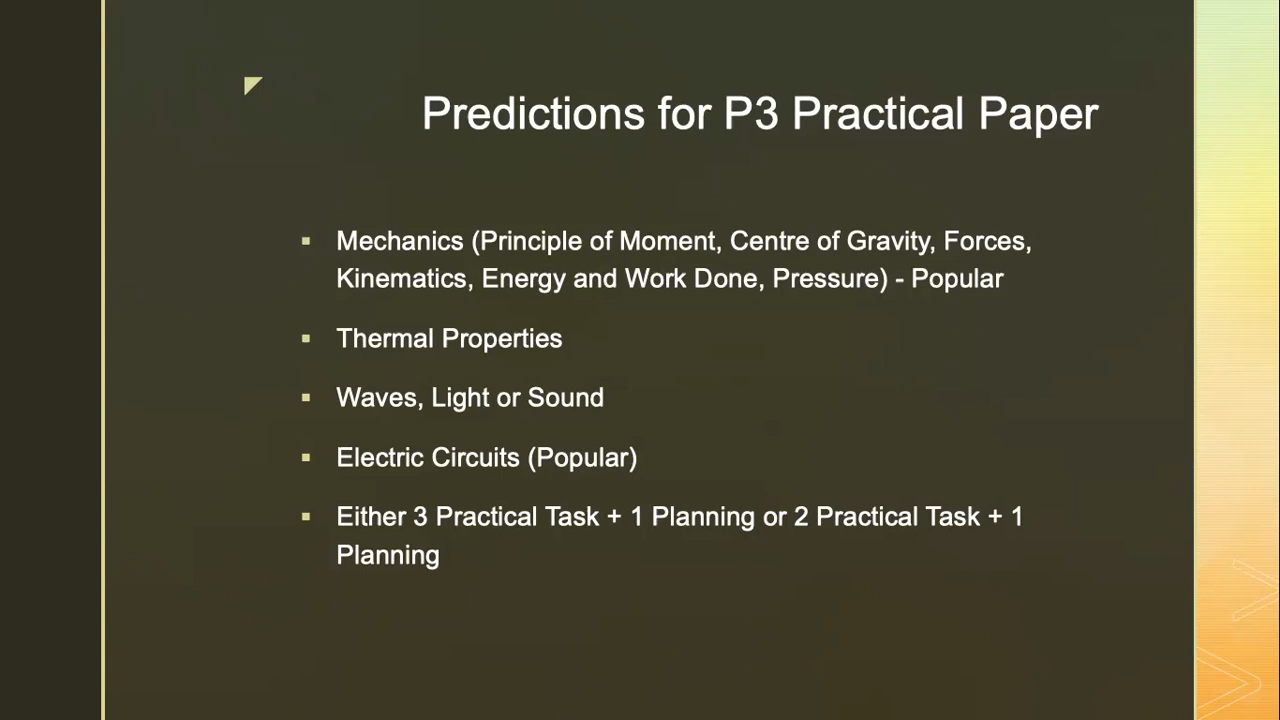 Predictions for P3 Practical Paper
▪ Mechanics (Principle of Moment, Centre of Gravity, Forces,
Kinematics, Energy and Work Done, Pressure) - Popular
▪ Thermal Properties
▪ Waves, Light or Sound
▪ Electric Circuits (Popular)
▪ Either 3 Practical Task + 1 Planning or 2 Practical Task + 1
Planning